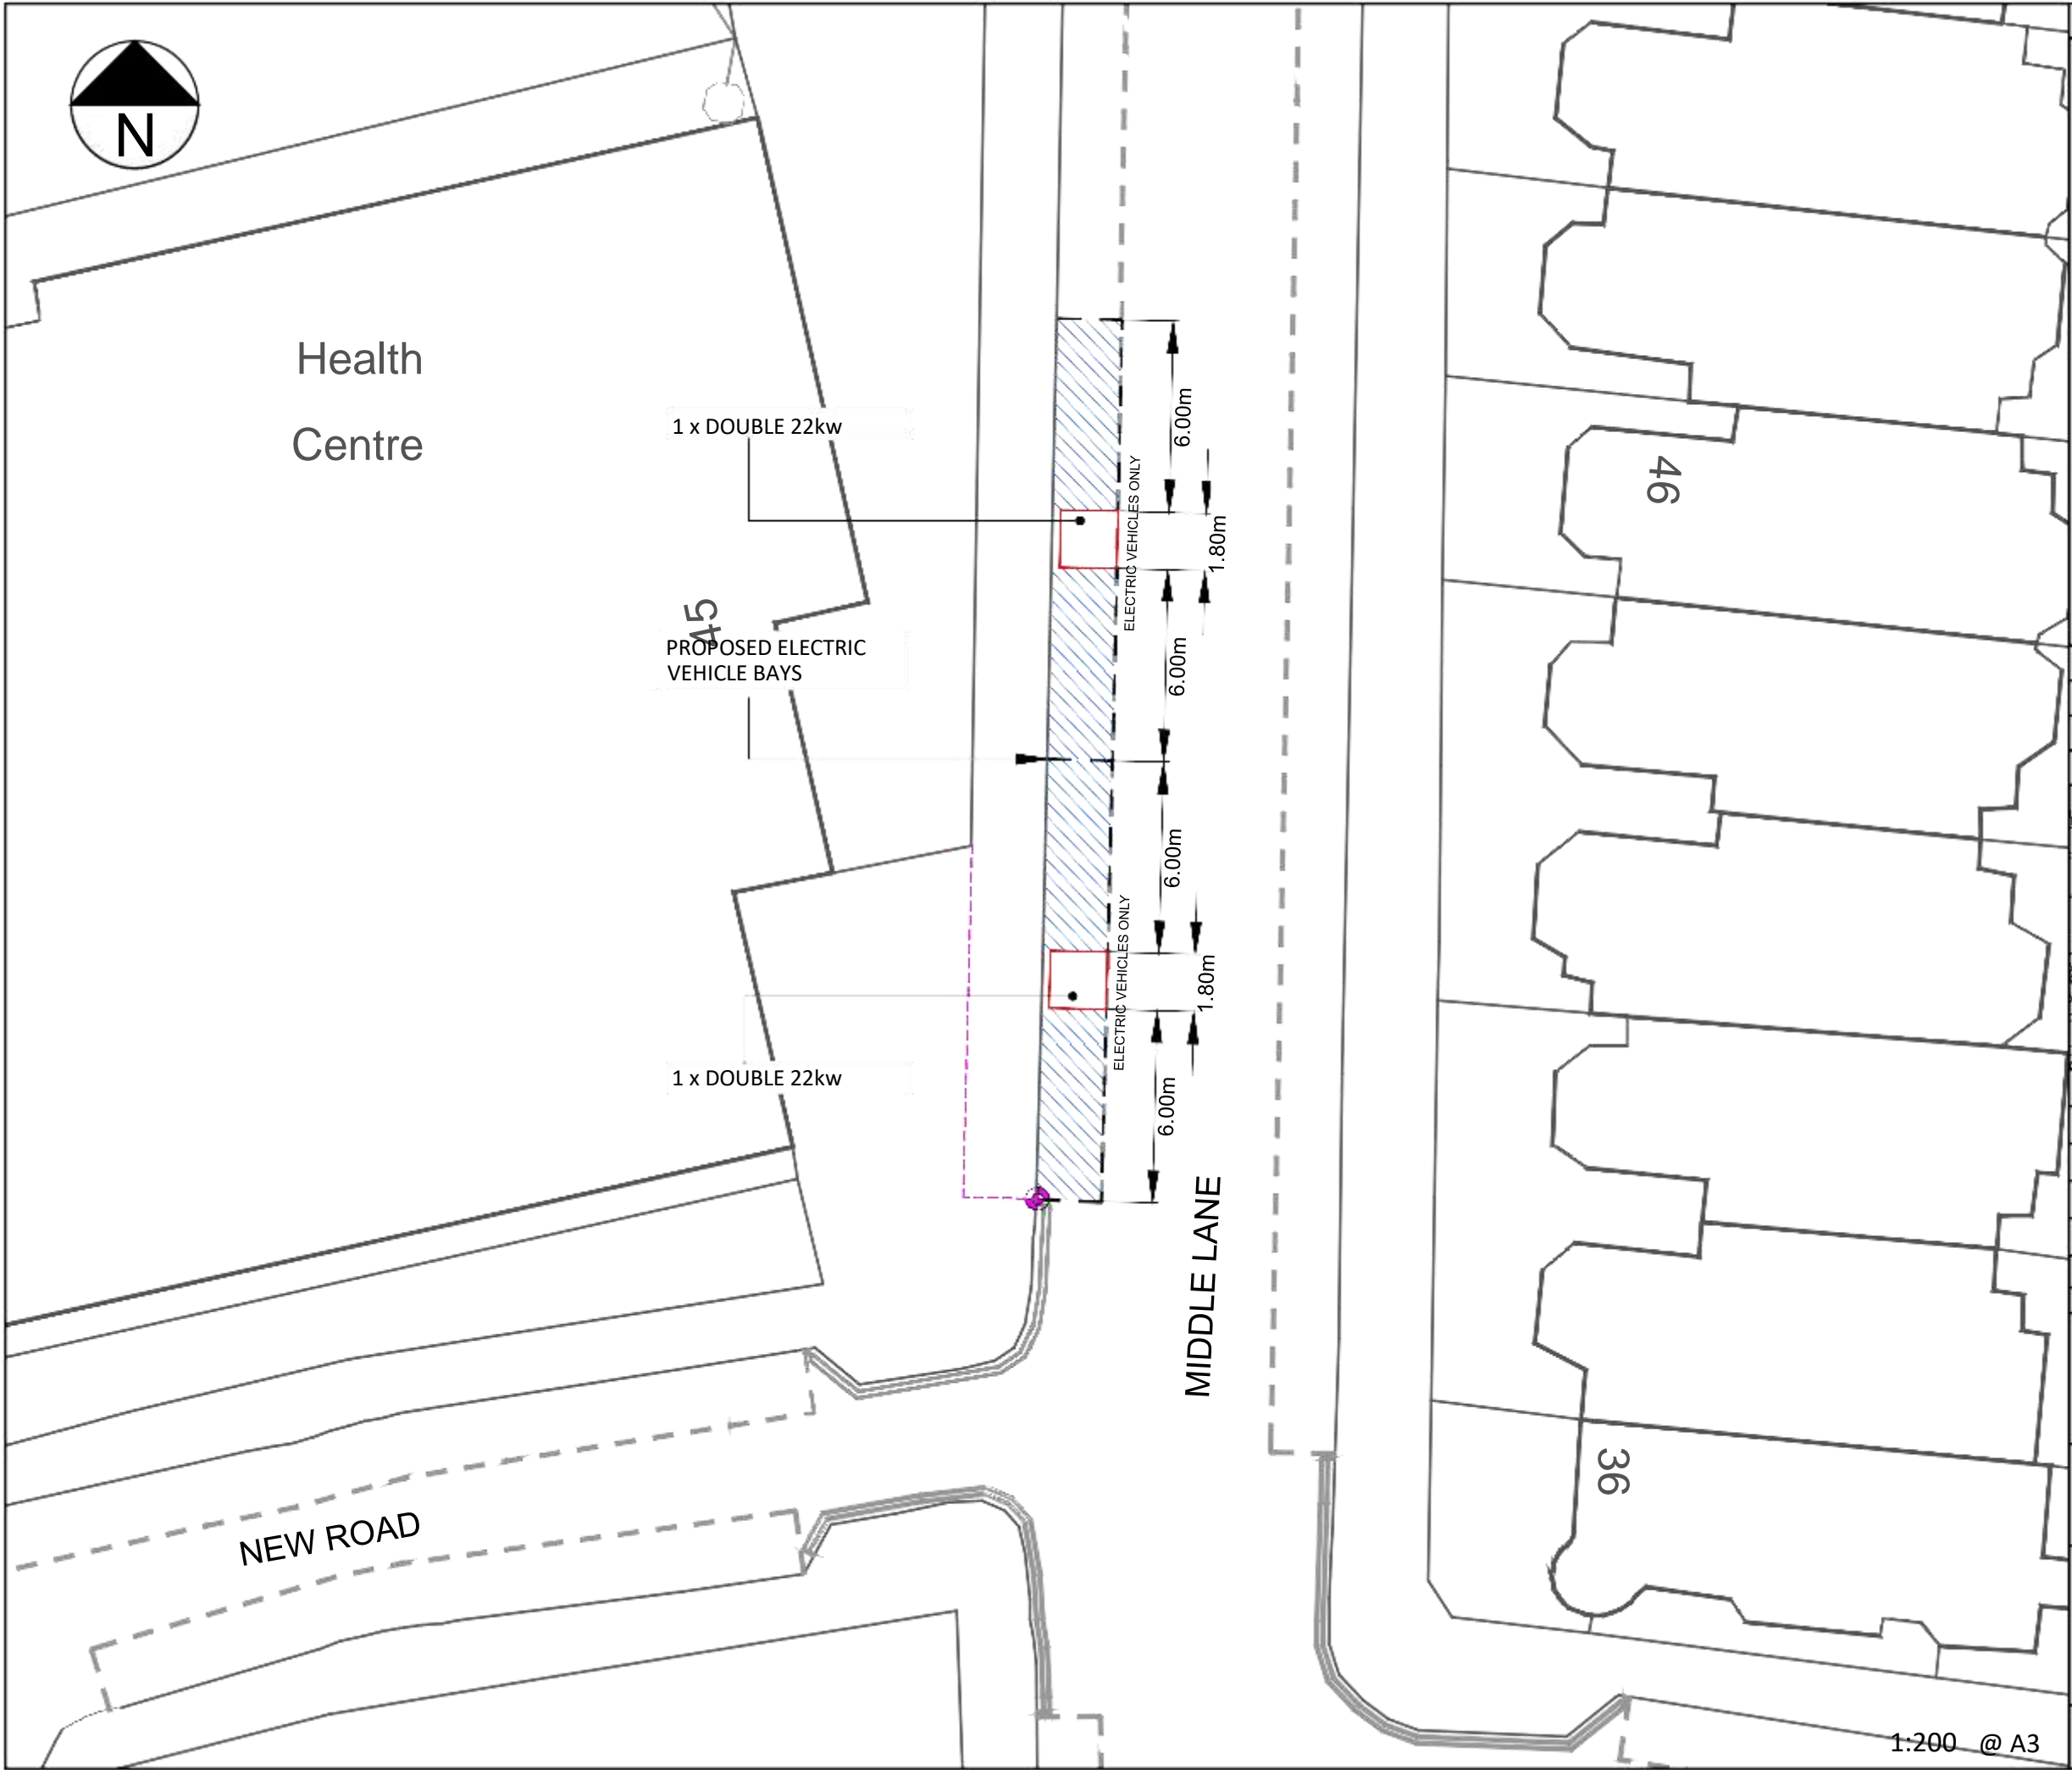 N
Health
Centre
1 x DOUBLE 22kw
45
PROPOSED ELECTRIC
VEHICLE BAYS
1 x DOUBLE 22kw
6.00m
ELECTRIC VEHICLES ONLY
1.80m
6.00m
6.00m
ELECTRIC VEHICLES ONLY
1.80m
6.00m
MIDDLE LANE
46
36
NEW ROAD
1:200 @ A3